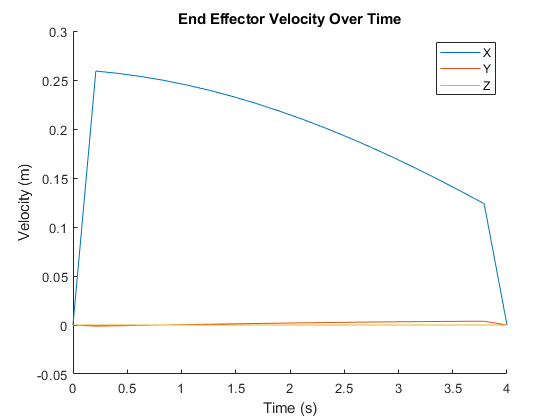 End Effector Velocity Over Time
0.3
0.25
0.2
0.15
0.1
0.05
0
-0.05
Velocity (m)
X
Y
Z
0 0.5 1 1.5 2 2.5 3 3.5 4
Time (s)